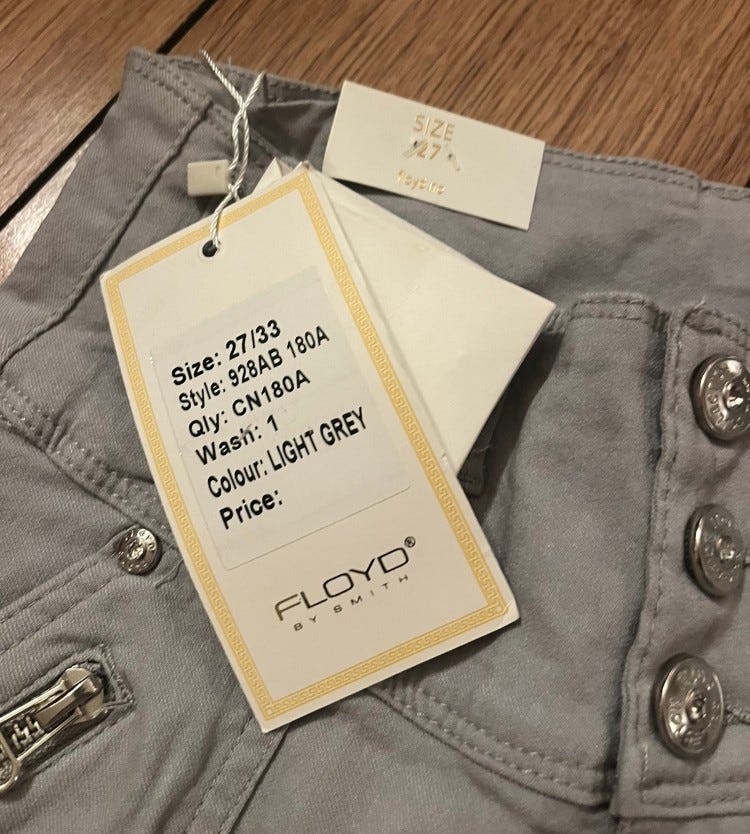 SIZE
27
Size: 27/33
Style: 928AB 180A
Qly: CN180A
Wash: 1
Colour: LIGHT GREY
Price:
FLOYD®
BY SMITH